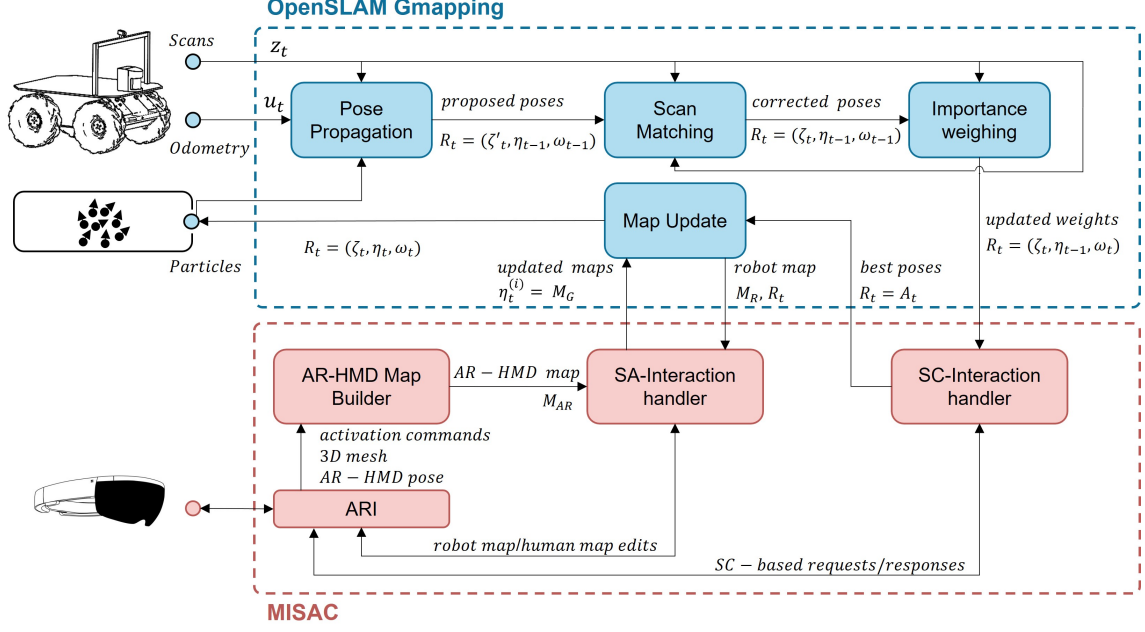 OpenSLAM Gmapping
Scans
z_t
u_t
Odometry
Pose
Propagation
proposed poses
R_t = (ζ'_t, η_{t-1}, ω_{t-1})
Scan
Matching
corrected poses
R_t = (ζ_t, η_{t-1}, ω_{t-1})
Importance
weighing
Particles
R_t = (ζ_t, η_t, ω_t)
Map Update
updated maps
η_t^{(i)} = M_G
robot map
M_R, R_t
best poses
R_t = A_t
updated weights
R_t = (ζ_t, η_{t-1}, ω_t)
AR-HMD Map
Builder
AR − HMD map
M_{AR}
SA-Interaction
handler
SC-Interaction
handler
activation commands
3D mesh
AR − HMD pose
ARI
robot map/human map edits
SC − based requests/responses
MISAC